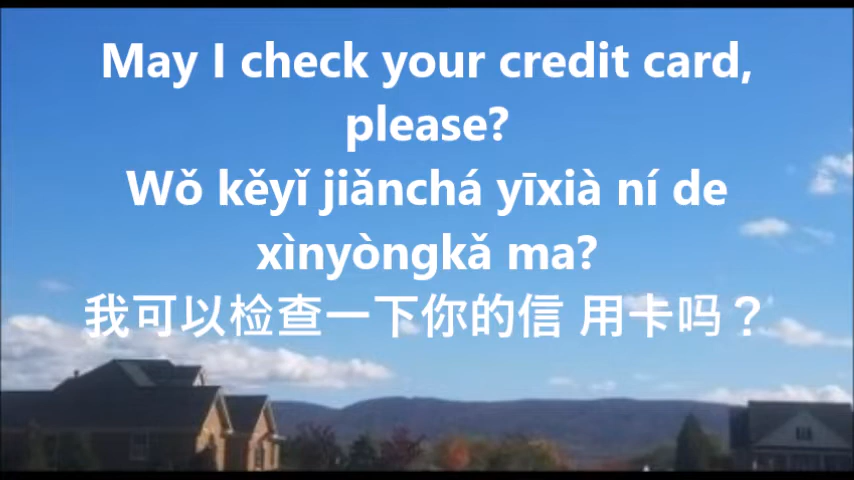 May I check your credit card,
please?
Wǒ kěyǐ jiǎnchá yīxià ní de
xìnyòngkǎ ma?
我可以检查一下你的信 用卡吗？